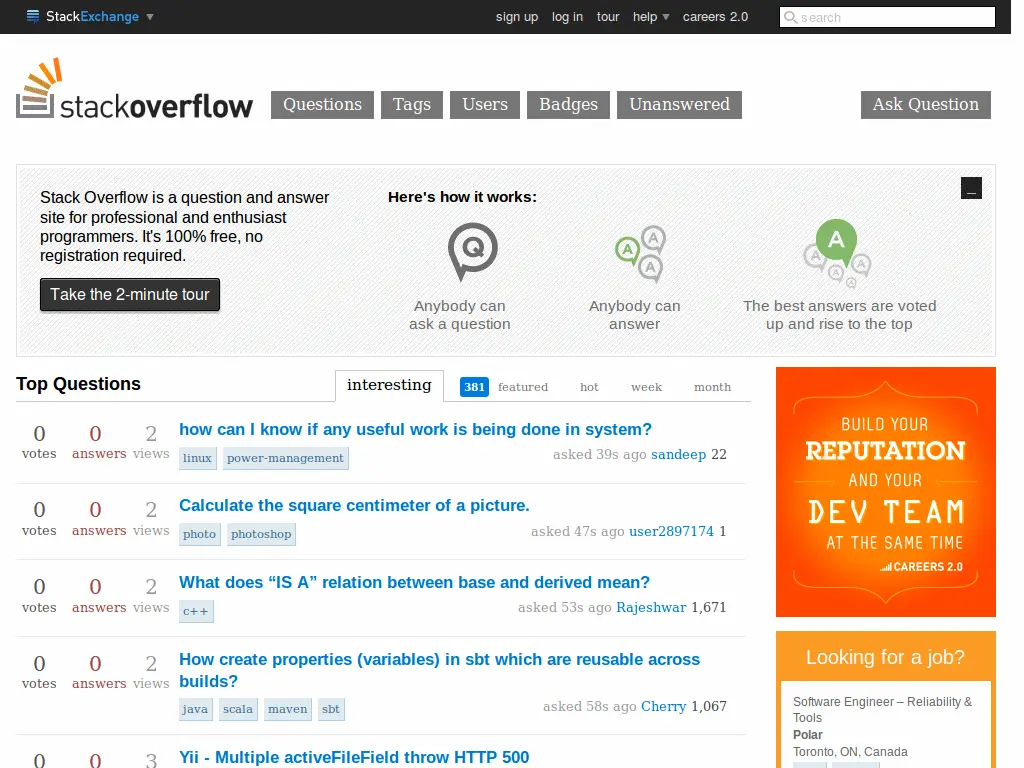 StackExchange
sign up log in tour help careers 2.0
search
stackoverflow
Questions Tags Users Badges Unanswered
Ask Question
Stack Overflow is a question and answer
site for professional and enthusiast
programmers. It's 100% free, no
registration required.
Take the 2-minute tour
Here's how it works:
_
Q
A A A
A A A A A
Anybody can
ask a question
Anybody can
answer
The best answers are voted
up and rise to the top
Top Questions
interesting 381 featured hot week month
0 votes 0 answers 2 views
how can I know if any useful work is being done in system?
linux power-management
asked 39s ago sandeep 22
0 votes 0 answers 2 views
Calculate the square centimeter of a picture.
photo photoshop
asked 47s ago user2897174 1
0 votes 0 answers 2 views
What does “IS A” relation between base and derived mean?
c++
asked 53s ago Rajeshwar 1,671
0 votes 0 answers 2 views
How create properties (variables) in sbt which are reusable across
builds?
java scala maven sbt
asked 58s ago Cherry 1,067
0 0 3
Yii - Multiple activeFileField throw HTTP 500
BUILD YOUR
REPUTATION
AND YOUR
DEV TEAM
AT THE SAME TIME
CAREERS 2.0
Looking for a job?
Software Engineer – Reliability &
Tools
Polar
Toronto, ON, Canada